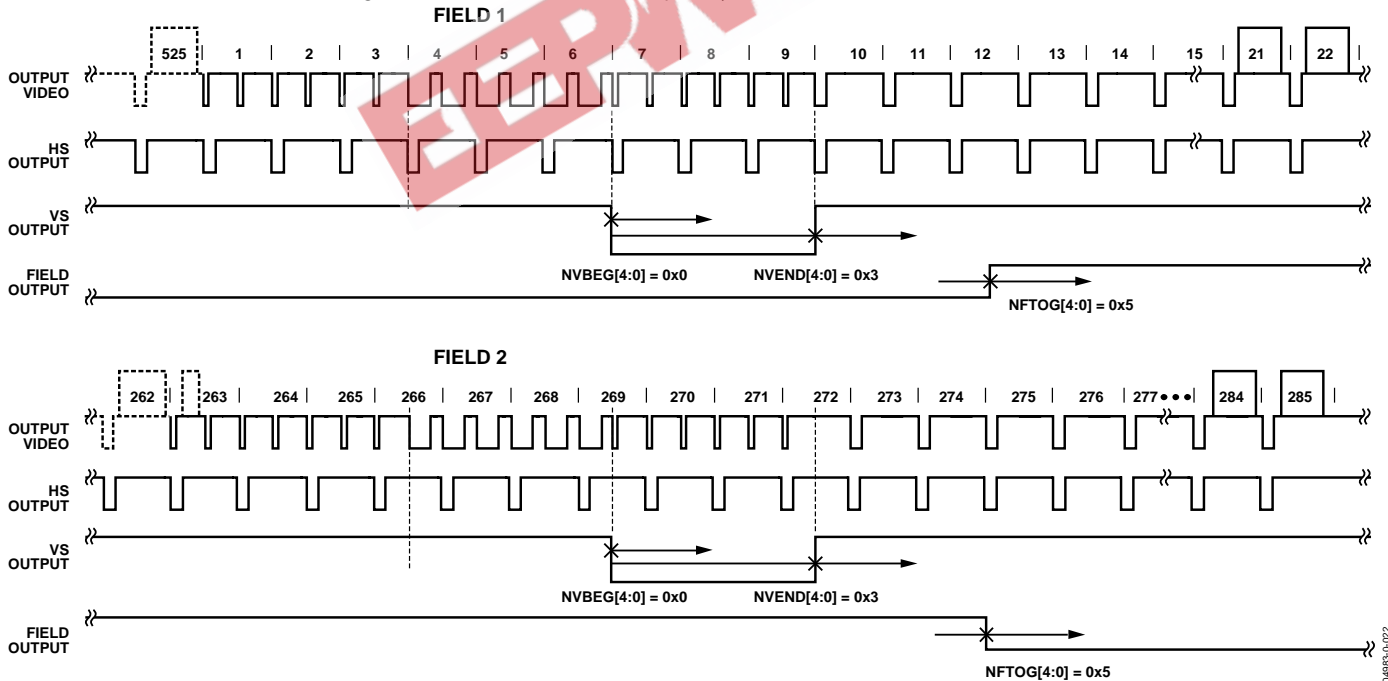 FIELD 1
525 1 2 3 4 5 6 7 8 9 10 11 12 13 14 15 21 22
OUTPUT
VIDEO
HS
OUTPUT
VS
OUTPUT
NVBEG[4:0] = 0x0 NVEND[4:0] = 0x3
FIELD
OUTPUT
NFTOG[4:0] = 0x5
FIELD 2
262 263 264 265 266 267 268 269 270 271 272 273 274 275 276 277••• 284 285
OUTPUT
VIDEO
HS
OUTPUT
VS
OUTPUT
NVBEG[4:0] = 0x0 NVEND[4:0] = 0x3
FIELD
OUTPUT
NFTOG[4:0] = 0x5
04983-0-022